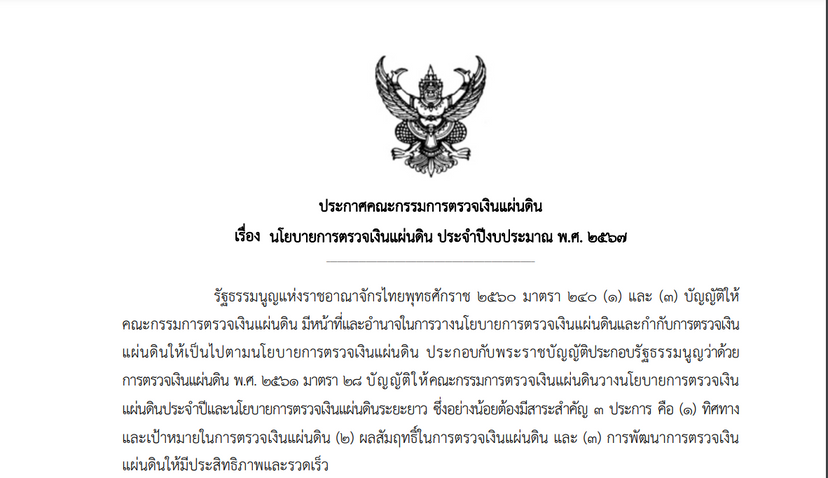 ประกาศคณะกรรมการตรวจเงินแผ่นดิน
เรื่อง นโยบายการตรวจเงินแผ่นดิน ประจำปีงบประมาณ พ.ศ. ๒๕๖๗
รัฐธรรมนูญแห่งราชอาณาจักรไทยพุทธศักราช ๒๕๖๐ มาตรา ๒๔๐ (๑) และ (๓) บัญญัติให้
คณะกรรมการตรวจเงินแผ่นดิน มีหน้าที่และอำนาจในการวางนโยบายการตรวจเงินแผ่นดินและกำกับการตรวจเงิน
แผ่นดินให้เป็นไปตามนโยบายการตรวจเงินแผ่นดิน ประกอบกับพระราชบัญญัติประกอบรัฐธรรมนูญว่าด้วย
การตรวจเงินแผ่นดิน พ.ศ. ๒๕๖๑ มาตรา ๒๘ บัญญัติให้คณะกรรมการตรวจเงินแผ่นดินวางนโยบายการตรวจเงิน
แผ่นดินประจำปีและนโยบายการตรวจเงินแผ่นดินระยะยาว ซึ่งอย่างน้อยต้องมีสาระสำคัญ ๓ ประการ คือ (๑) ทิศทาง
และเป้าหมายในการตรวจเงินแผ่นดิน (๒) ผลสัมฤทธิ์ในการตรวจเงินแผ่นดิน และ (๓) การพัฒนาการตรวจเงิน
แผ่นดินให้มีประสิทธิภาพและรวดเร็ว